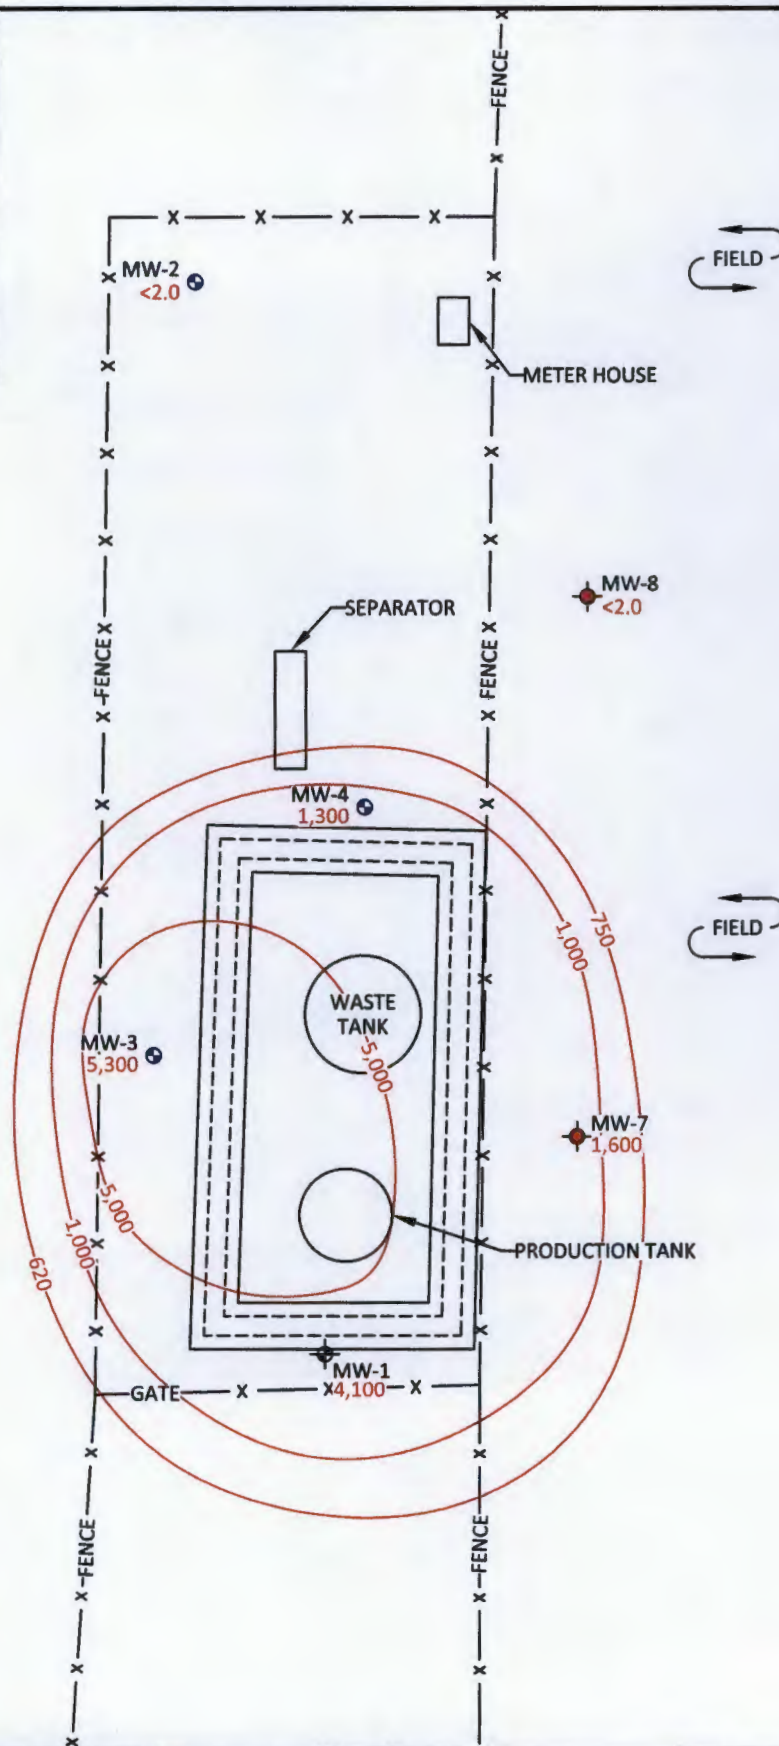 FENCE
MW-2
<2.0
FIELD
METER HOUSE
MW-8
<2.0
SEPARATOR
FENCE
FENCE
MW-4
1,300
750
1,000
FIELD
WASTE
TANK
MW-3
5,300
5,000
MW-7
1,600
5,000
1,000
620
PRODUCTION TANK
MW-1
4,100
GATE
FENCE
FENCE